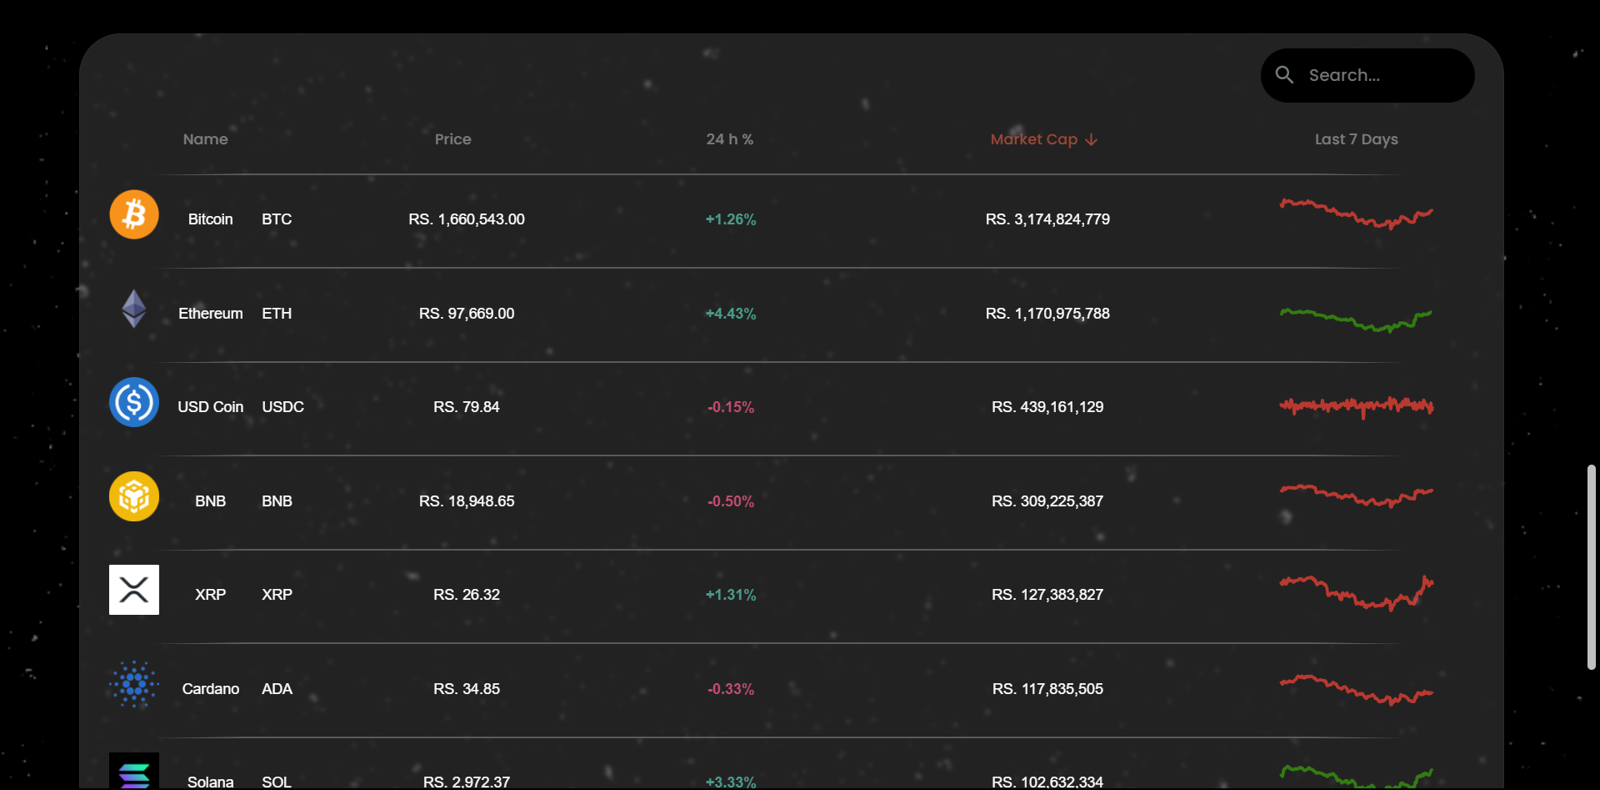 Search...
Name Price 24 h % Market Cap ↓ Last 7 Days
Bitcoin BTC RS. 1,660,543.00 +1.26% RS. 3,174,824,779
Ethereum ETH RS. 97,669.00 +4.43% RS. 1,170,975,788
USD Coin USDC RS. 79.84 -0.15% RS. 439,161,129
BNB BNB RS. 18,948.65 -0.50% RS. 309,225,387
XRP XRP RS. 26.32 +1.31% RS. 127,383,827
Cardano ADA RS. 34.85 -0.33% RS. 117,835,505
Solana SOL RS. 2,972.37 +3.33% RS. 102,632,334